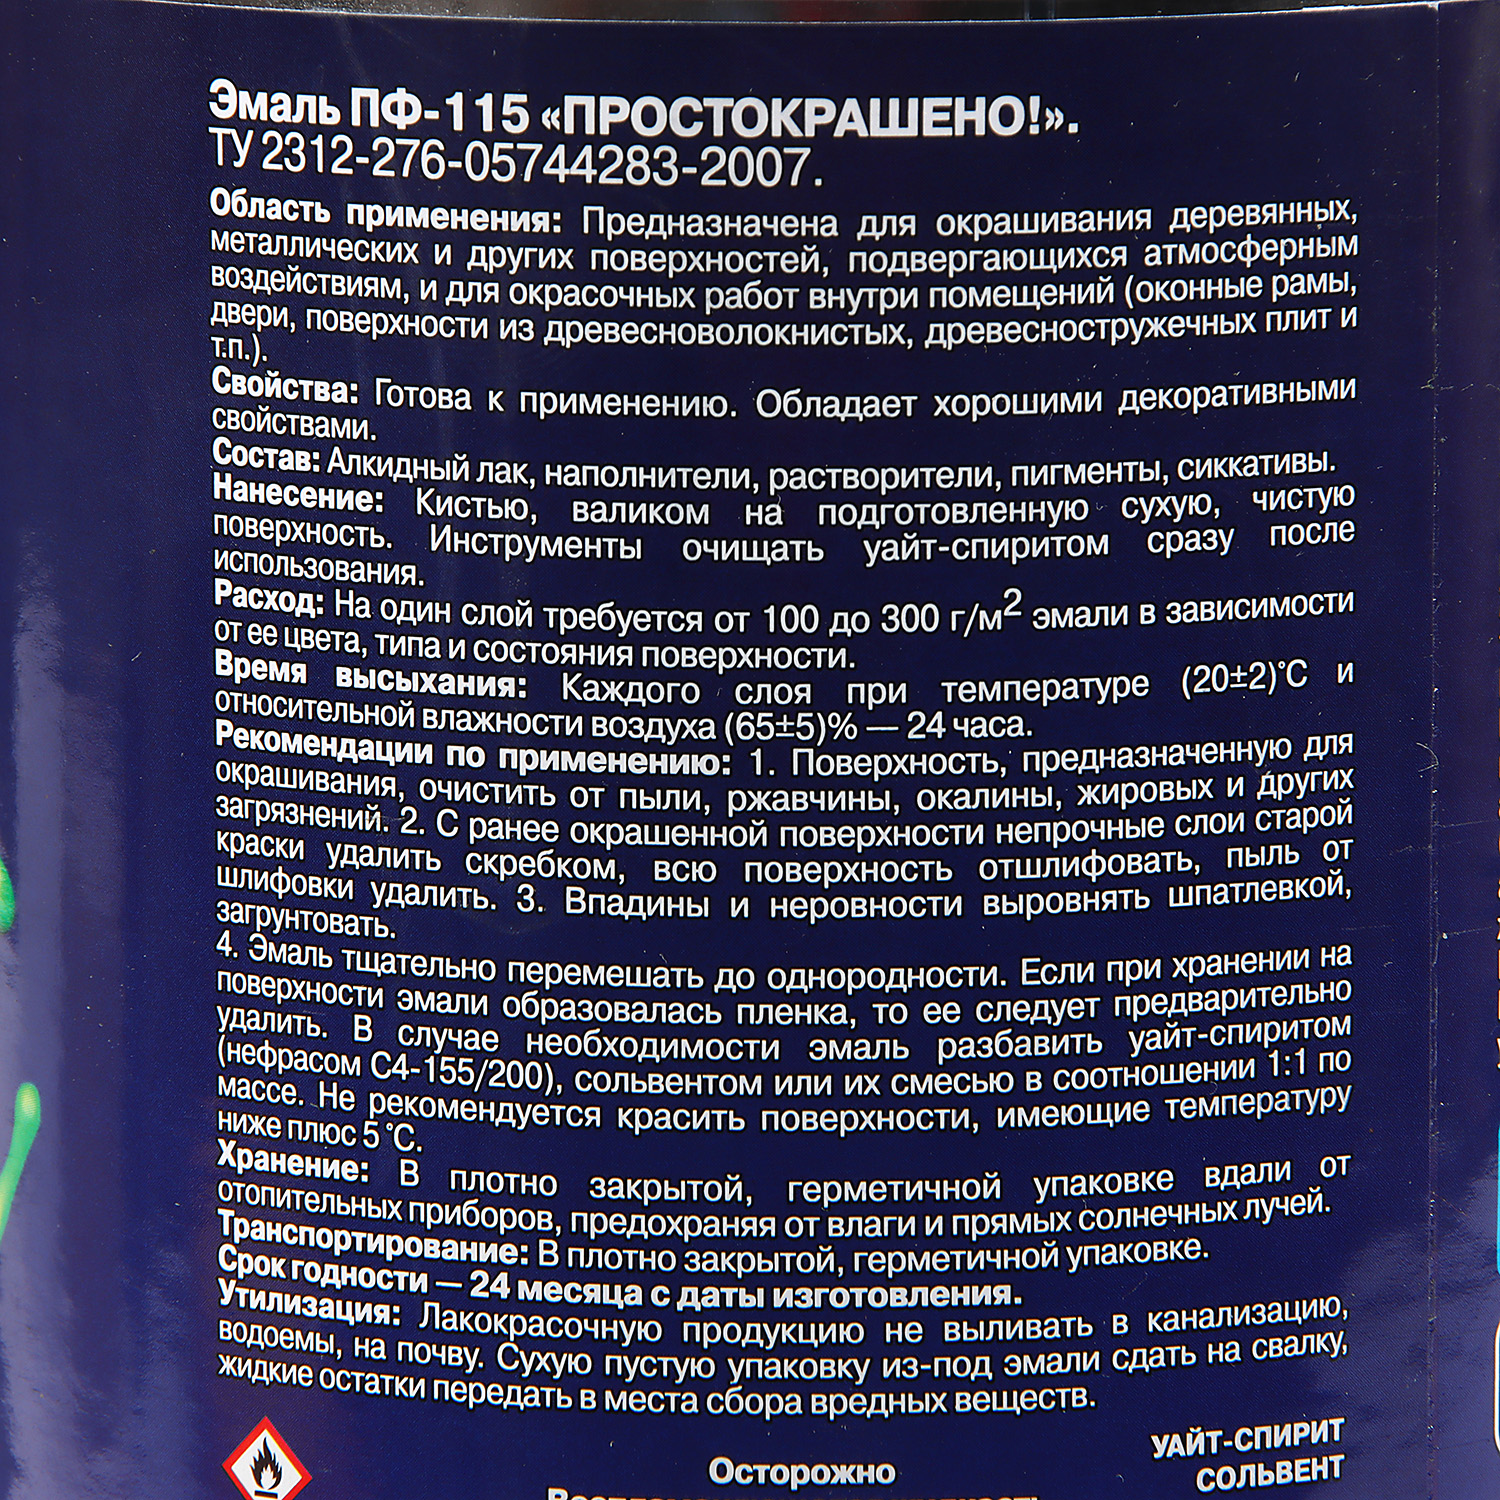 Эмаль ПФ-115 «ПРОСТОКРАШЕНО!».
ТУ 2312-276-05744283-2007.
Область применения: Предназначена для окрашивания деревянных,
металлических и других поверхностей, подвергающихся атмосферным
воздействиям, и для окрасочных работ внутри помещений (оконные рамы,
двери, поверхности из древесноволокнистых, древесностружечных плит и
т.п.).
Свойства: Готова к применению. Обладает хорошими декоративными
свойствами.
Состав: Алкидный лак, наполнители, растворители, пигменты, сиккативы.
Нанесение: Кистью, валиком на подготовленную сухую, чистую
поверхность. Инструменты очищать уайт-спиритом сразу после
использования.
Расход: На один слой требуется от 100 до 300 г/м² эмали в зависимости
от ее цвета, типа и состояния поверхности.
Время высыхания: Каждого слоя при температуре (20±2)°С и
относительной влажности воздуха (65±5)% — 24 часа.
Рекомендации по применению: 1. Поверхность, предназначенную для
окрашивания, очистить от пыли, ржавчины, окалины, жировых и других
загрязнений. 2. С ранее окрашенной поверхности непрочные слои старой
краски удалить скребком, всю поверхность отшлифовать, пыль от
шлифовки удалить. 3. Впадины и неровности выровнять шпатлевкой,
загрунтовать.
4. Эмаль тщательно перемешать до однородности. Если при хранении на
поверхности эмали образовалась пленка, то ее следует предварительно
удалить. В случае необходимости эмаль разбавить уайт-спиритом
(нефрасом С4-155/200), сольвентом или их смесью в соотношении 1:1 по
массе. Не рекомендуется красить поверхности, имеющие температуру
ниже плюс 5 °С.
Хранение: В плотно закрытой, герметичной упаковке вдали от
отопительных приборов, предохраняя от влаги и прямых солнечных лучей.
Транспортирование: В плотно закрытой, герметичной упаковке.
Срок годности — 24 месяца с даты изготовления.
Утилизация: Лакокрасочную продукцию не выливать в канализацию,
водоемы, на почву. Сухую пустую упаковку из-под эмали сдать на свалку,
жидкие остатки передать в места сбора вредных веществ.
УАЙТ-СПИРИТ
СОЛЬВЕНТ
Осторожно